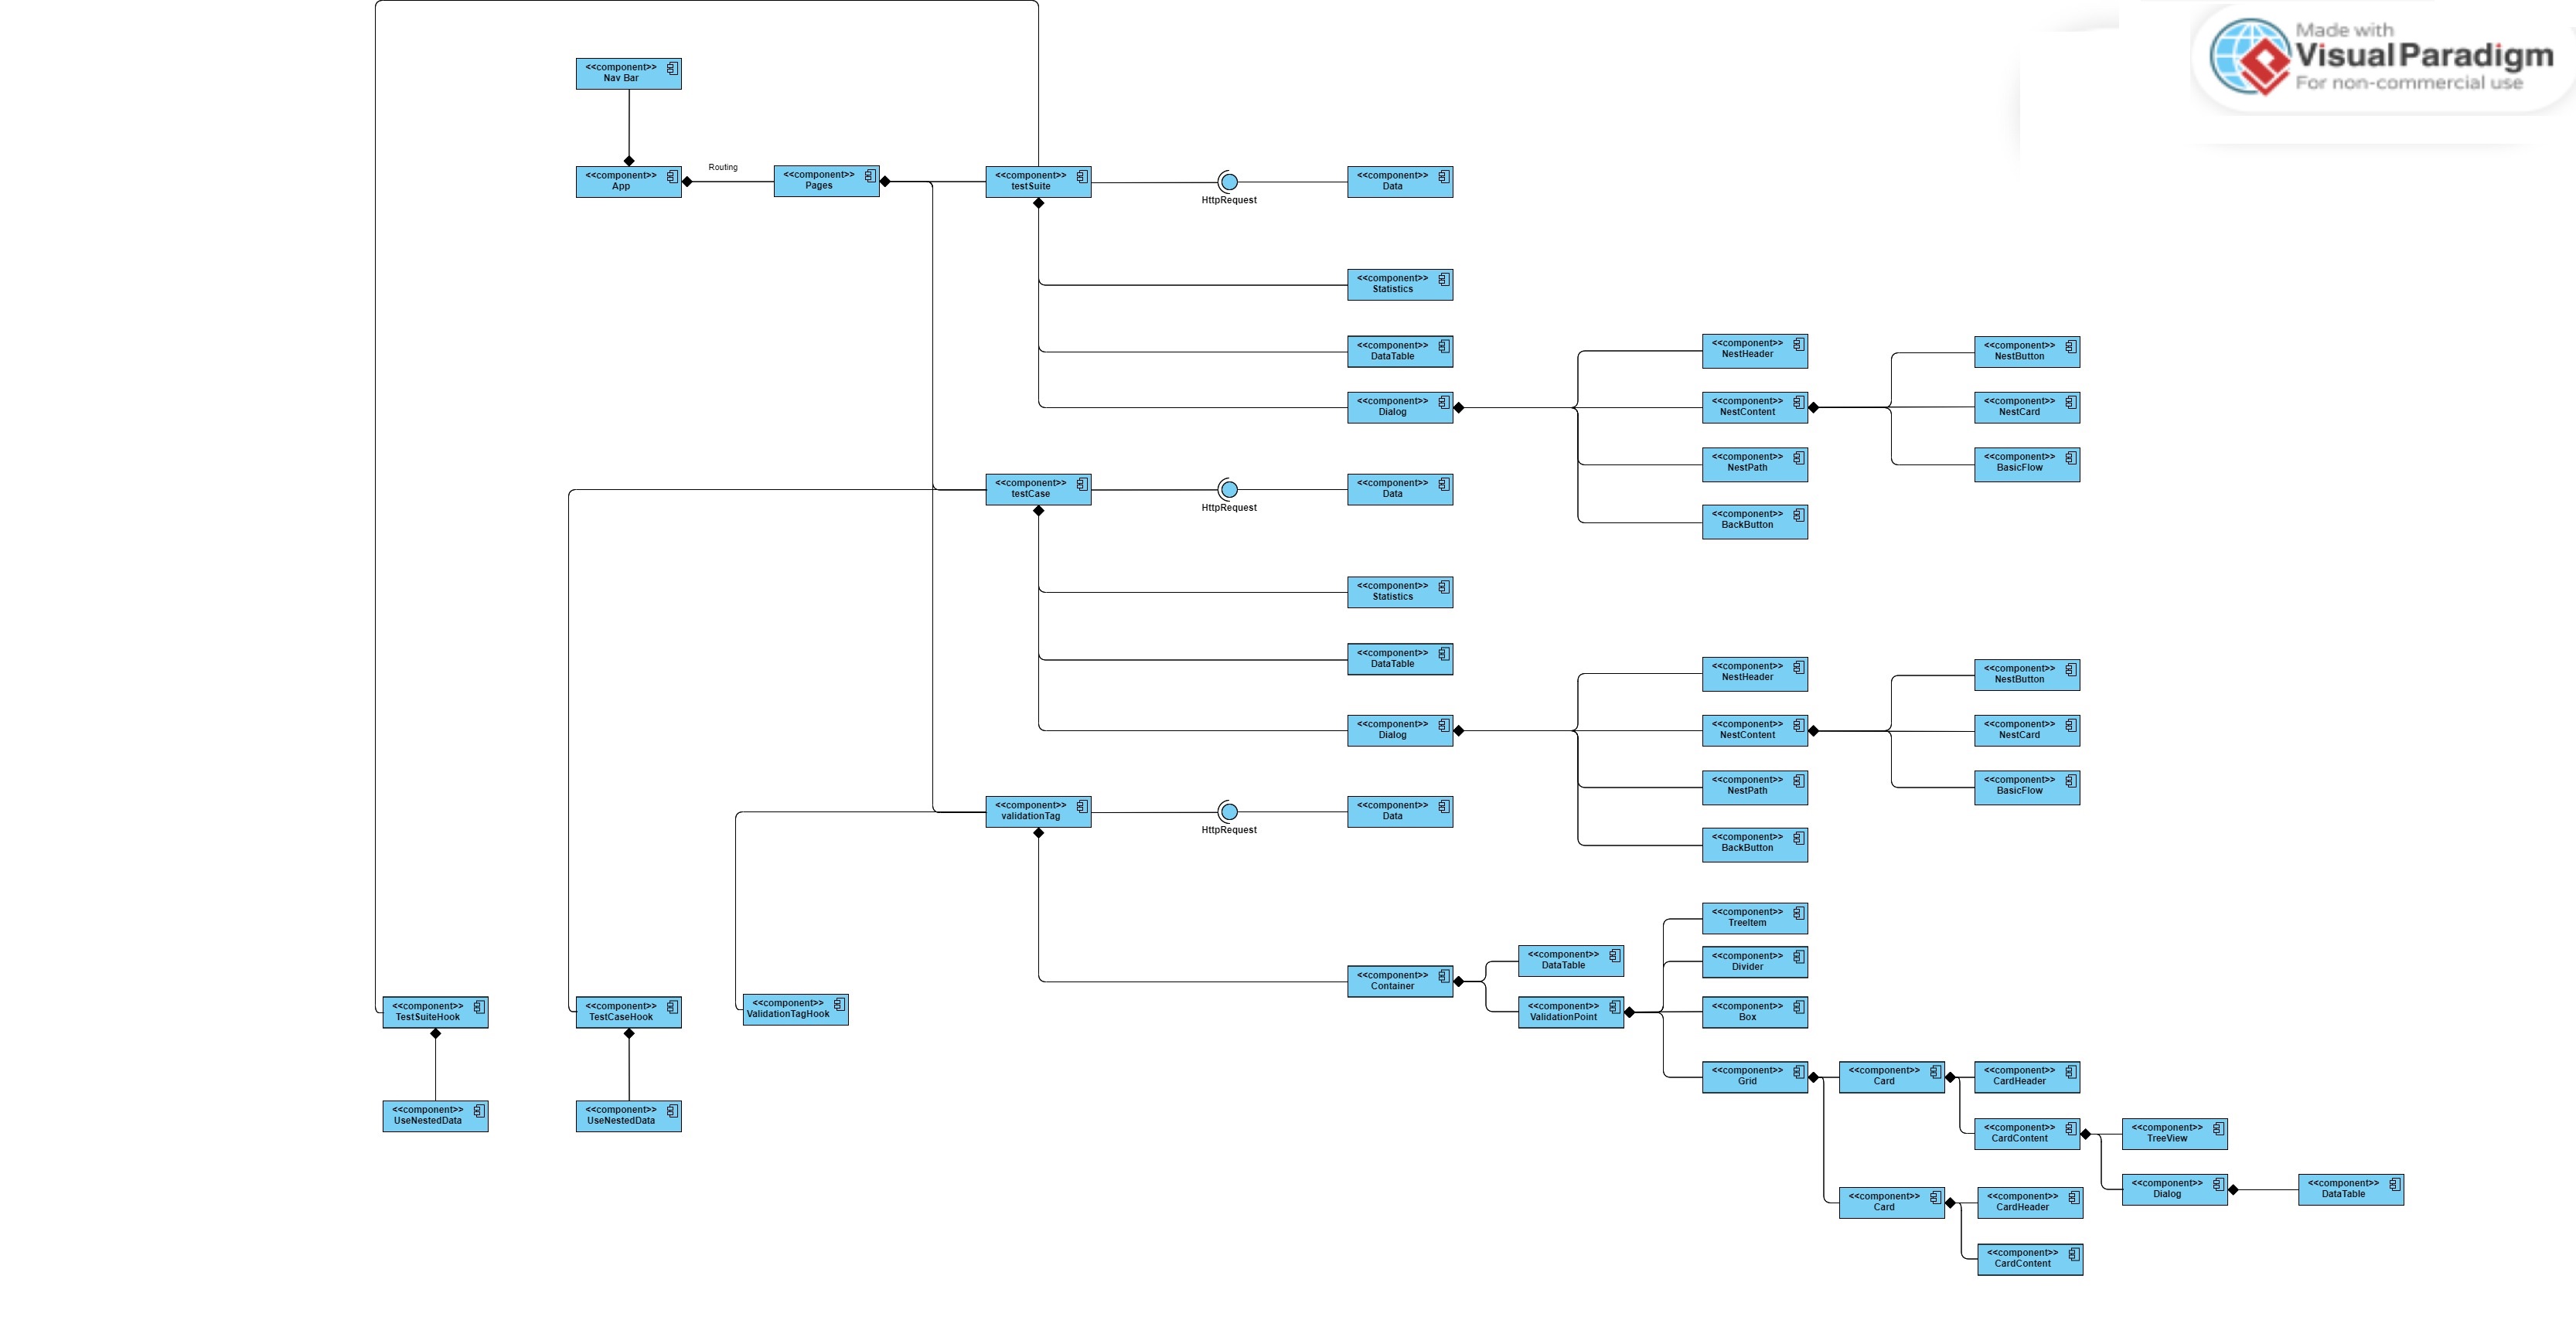 Made with
Visual Paradigm
For non-commercial use
<<component>>
Nav Bar
<<component>>
App
Routing
<<component>>
Pages
<<component>>
testSuite
HttpRequest
<<component>>
Data
<<component>>
Statistics
<<component>>
DataTable
<<component>>
Dialog
<<component>>
NestHeader
<<component>>
NestContent
<<component>>
NestPath
<<component>>
BackButton
<<component>>
NestButton
<<component>>
NestCard
<<component>>
BasicFlow
<<component>>
testCase
HttpRequest
<<component>>
Data
<<component>>
Statistics
<<component>>
DataTable
<<component>>
Dialog
<<component>>
NestHeader
<<component>>
NestContent
<<component>>
NestPath
<<component>>
BackButton
<<component>>
NestButton
<<component>>
NestCard
<<component>>
BasicFlow
<<component>>
validationTag
HttpRequest
<<component>>
Data
<<component>>
Container
<<component>>
DataTable
<<component>>
ValidationPoint
<<component>>
TreeItem
<<component>>
Divider
<<component>>
Box
<<component>>
Grid
<<component>>
Card
<<component>>
CardHeader
<<component>>
CardContent
<<component>>
TreeView
<<component>>
Dialog
<<component>>
DataTable
<<component>>
Card
<<component>>
CardHeader
<<component>>
CardContent
<<component>>
TestSuiteHook
<<component>>
TestCaseHook
<<component>>
ValidationTagHook
<<component>>
UseNestedData
<<component>>
UseNestedData